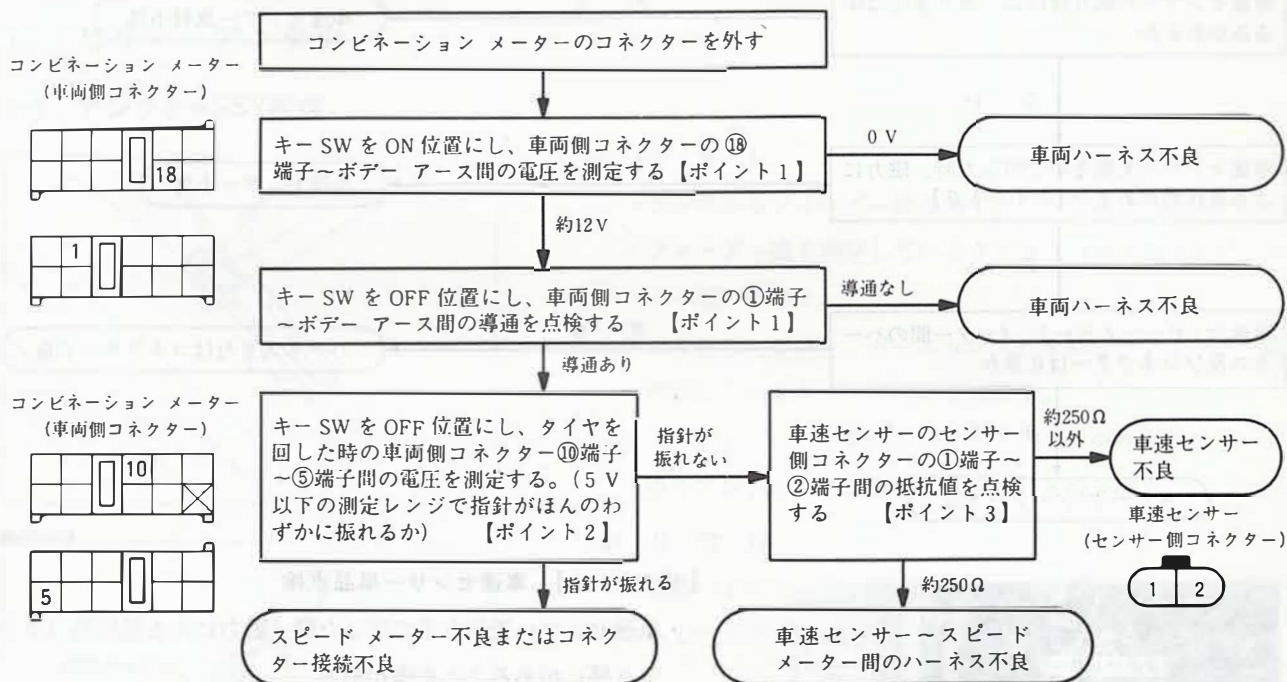 コンビネーション メーターのコネクターを外す
コンビネーション メーター
(車両側コネクター)
18
キー SW を ON 位置にし、車両側コネクターの ⑱
端子～ボデー アース間の電圧を測定する【ポイント1】
0 V
車両ハーネス不良
約12V
1
キー SW を OFF 位置にし、車両側コネクターの①端子
～ボデー アース間の導通を点検する 【ポイント1】
導通なし
車両ハーネス不良
導通あり
コンビネーション メーター
(車両側コネクター)
10
5
キー SW を OFF 位置にし、タイヤを
回した時の車両側コネクター⑩端子
～⑤端子間の電圧を測定する。(5 V
以下の測定レンジで指針がほんのわ
ずかに振れるか) 【ポイント2】
指針が
振れない
車速センサーのセンサー
側コネクターの①端子～
②端子間の抵抗値を点検
する 【ポイント3】
約250Ω
以外
車速センサー
不良
車速センサー
(センサー側コネクター)
1 2
指針が振れる
約250Ω
スピード メーター不良またはコネク
ター接続不良
車速センサー～スピード
メーター間のハーネス不良